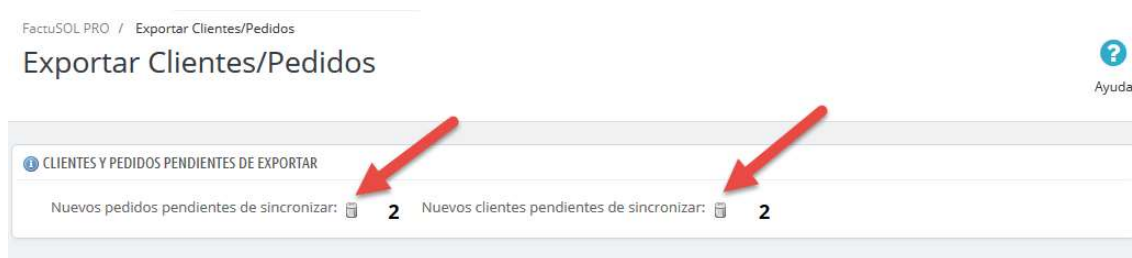 FactuSOL PRO / Exportar Clientes/Pedidos
Exportar Clientes/Pedidos
Ayuda
CLIENTES Y PEDIDOS PENDIENTES DE EXPORTAR
Nuevos pedidos pendientes de sincronizar: 2 Nuevos clientes pendientes de sincronizar: 2